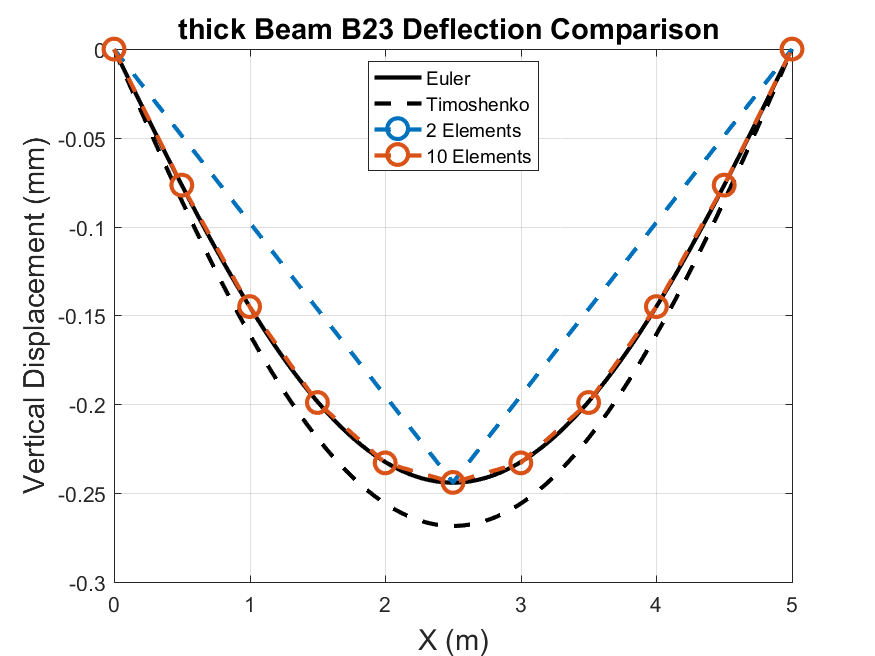 thick Beam B23 Deflection Comparison
Euler
Timoshenko
2 Elements
10 Elements
Vertical Displacement (mm)
0
-0.05
-0.1
-0.15
-0.2
-0.25
-0.3
0 1 2 3 4 5
X (m)